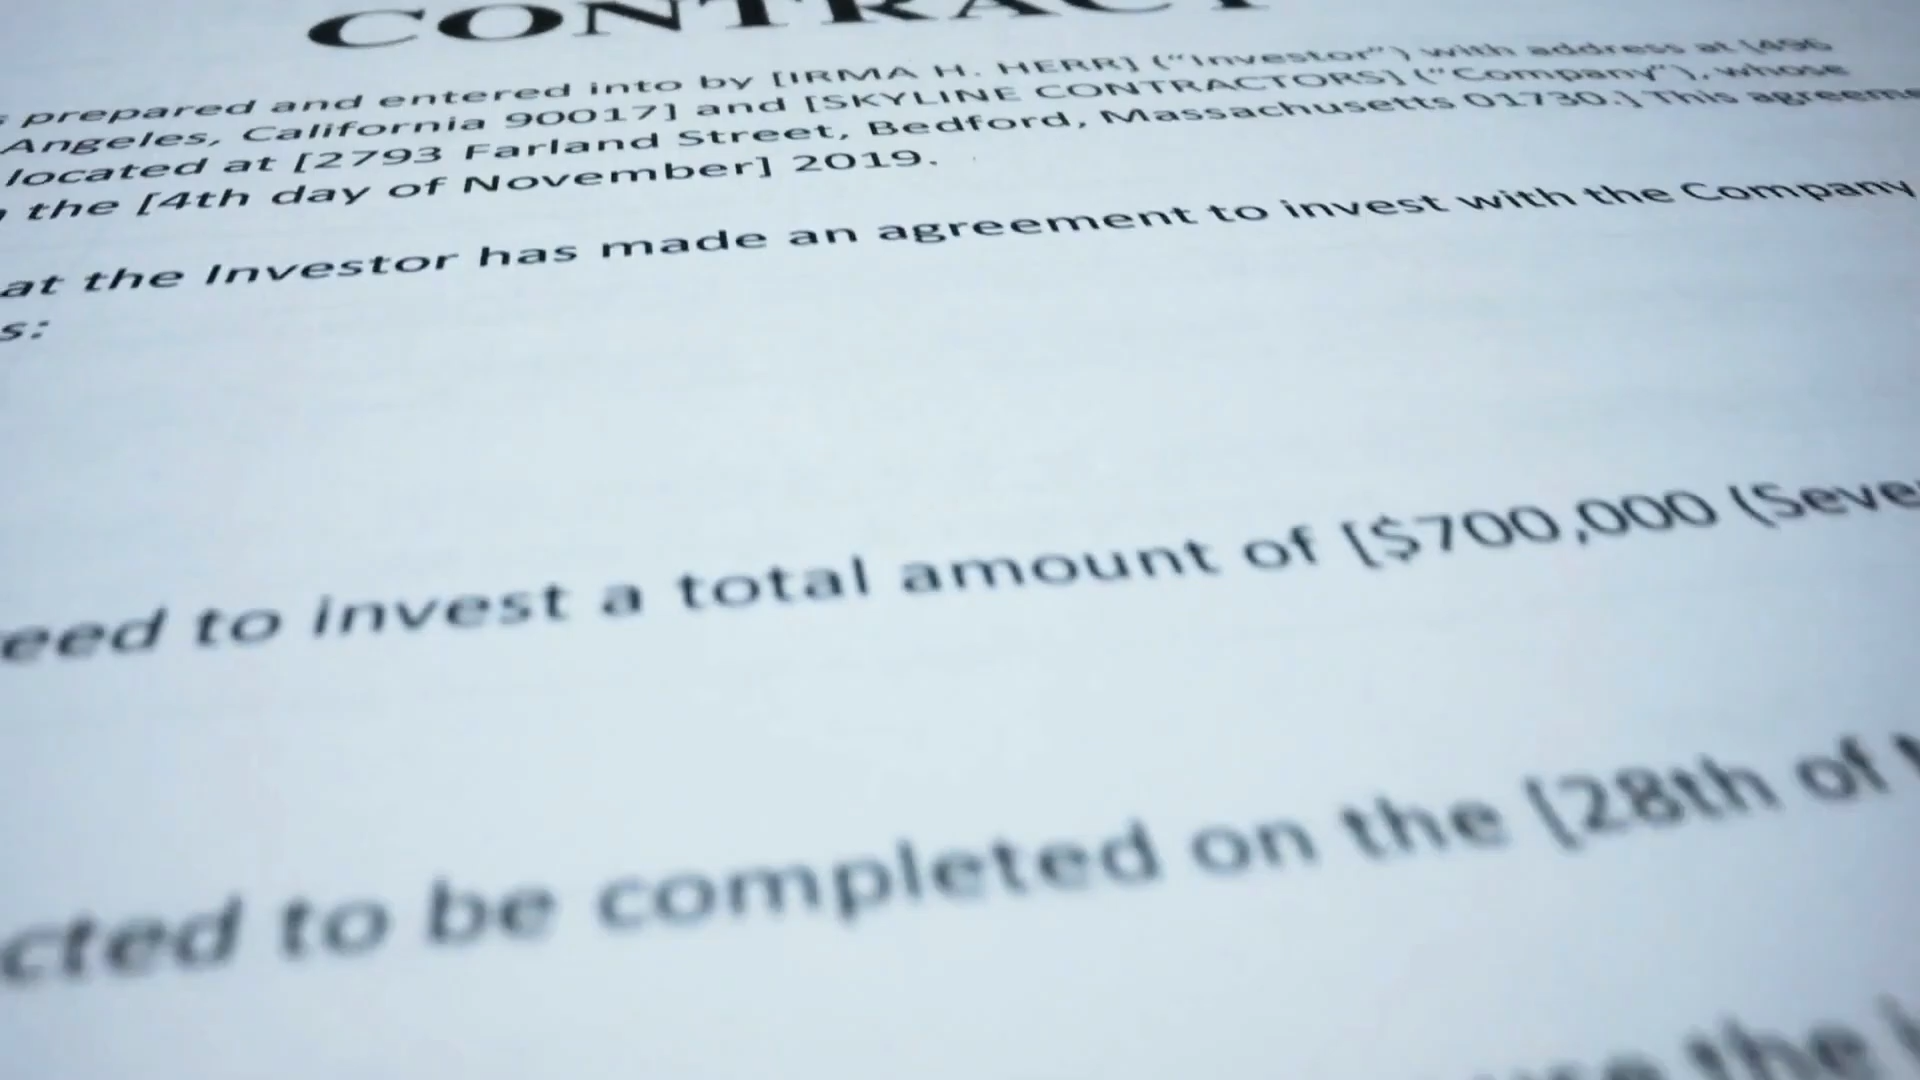 CONTRACT
prepared and entered into by [IRMA H. HERR] (“Investor”) with address at [496
Angeles, California 90017] and [SKYLINE CONTRACTORS] (“Company”), whose
located at [2793 Farland Street, Bedford, Massachusetts 01730.] This agreeme
the [4th day of November] 2019.
at the Investor has made an agreement to invest with the Company
s:
eed to invest a total amount of [$700,000 (Seve
cted to be completed on the [28th of
the